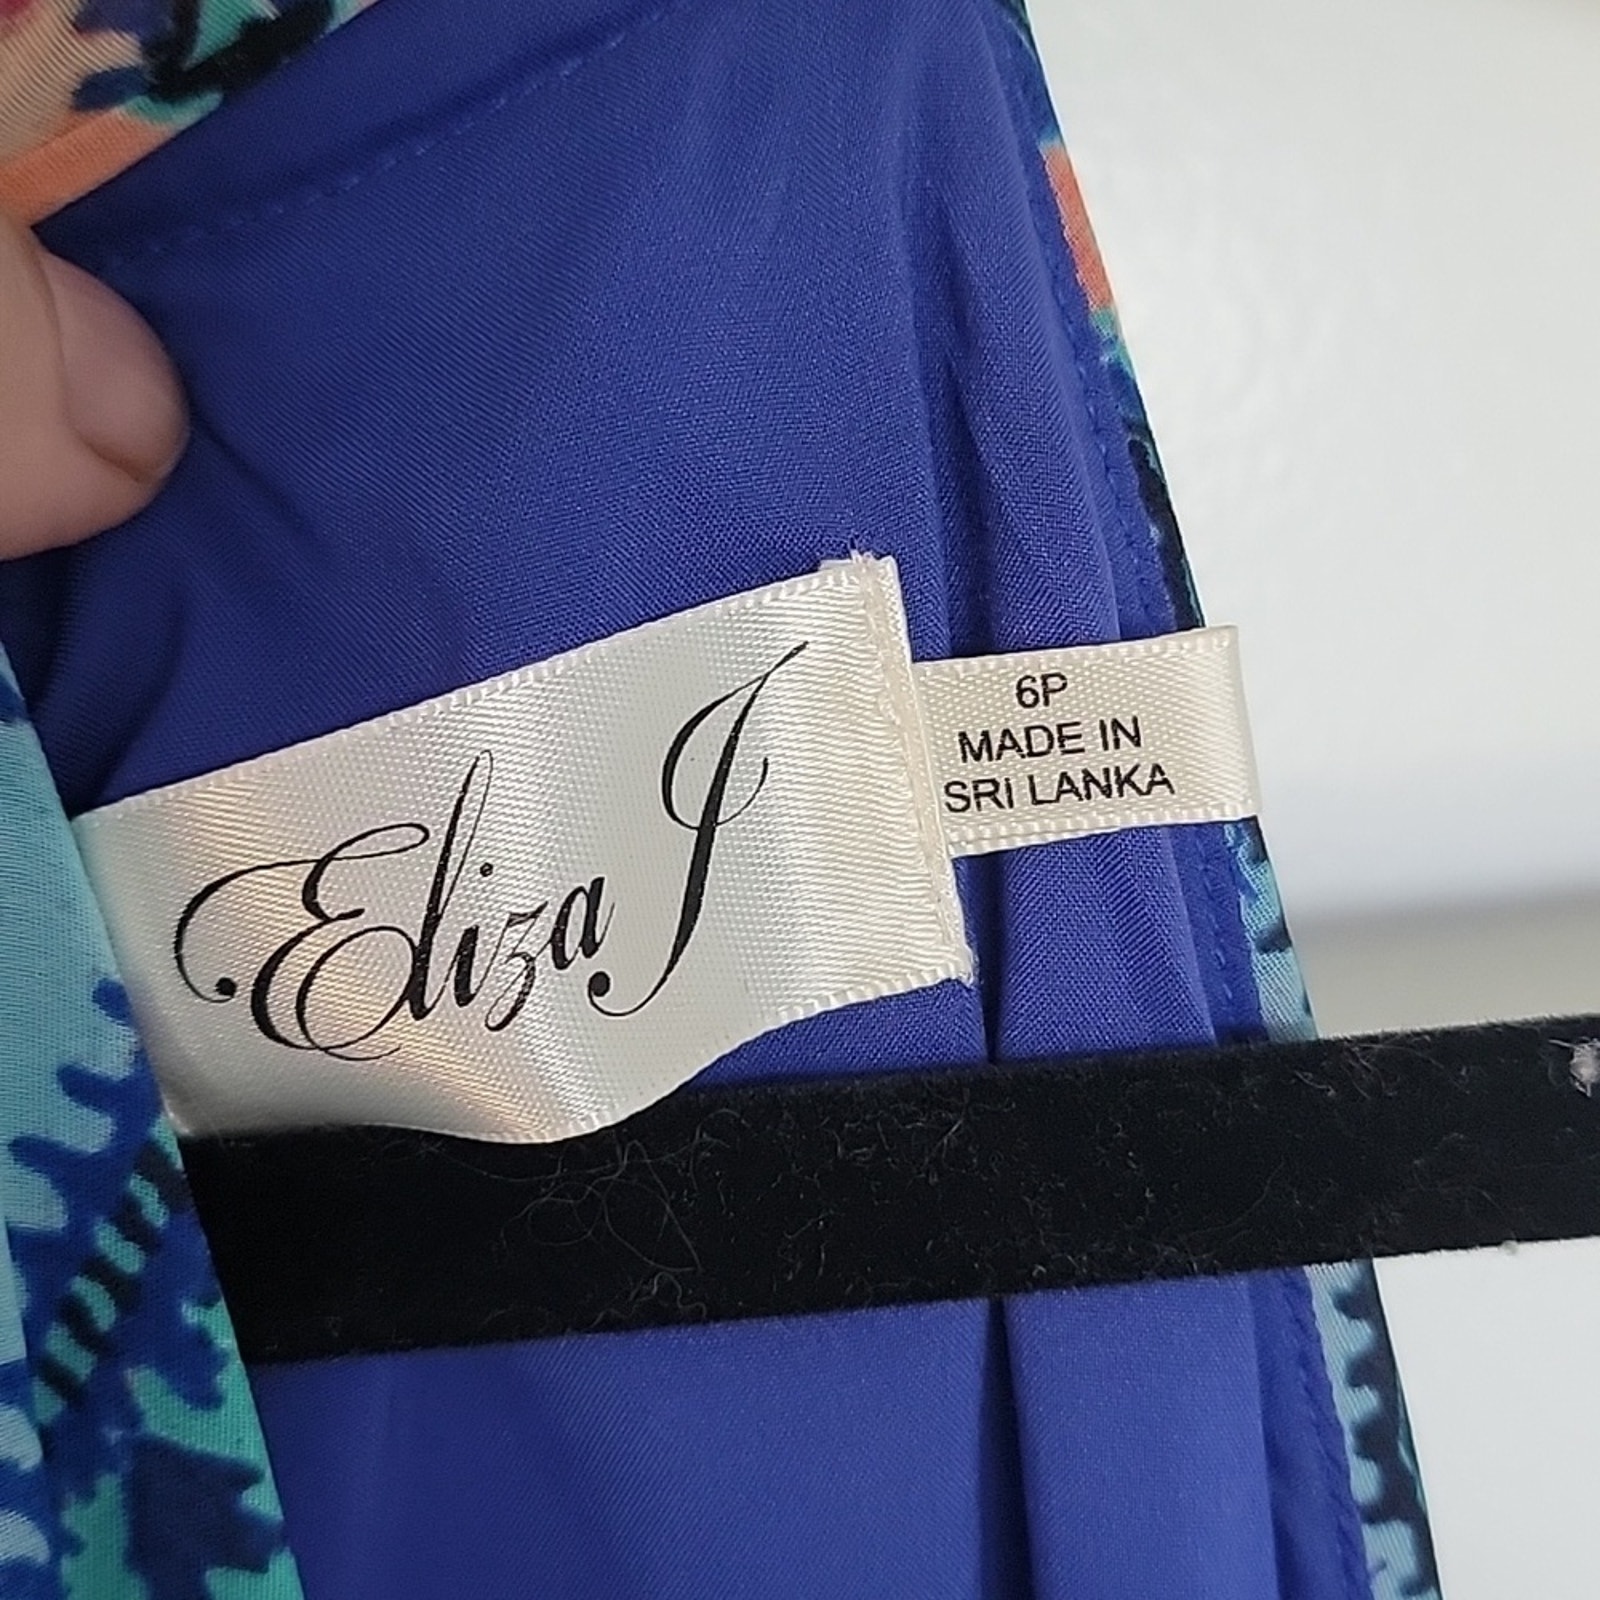 Eliza J
6P
MADE IN
SRI LANKA